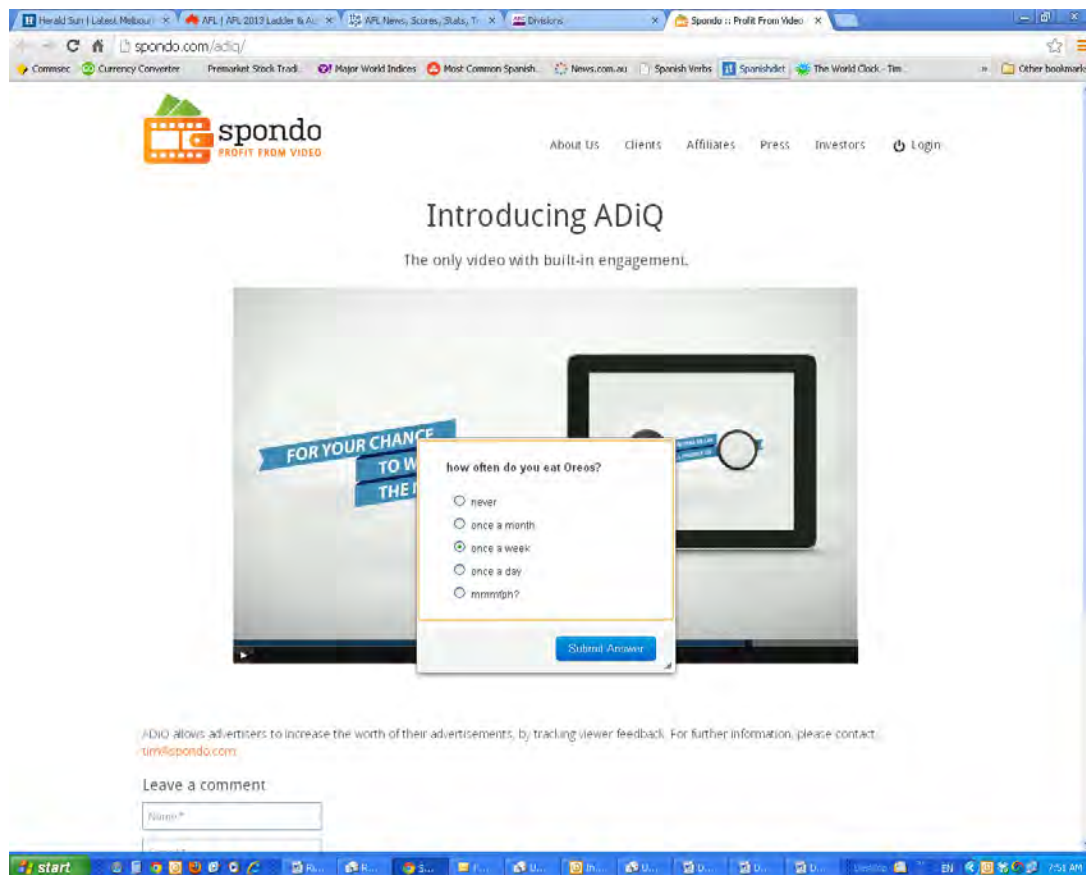 Herald Sun | Latest Melbour
AFL | AFL 2013 Ladder & Au
AFL News, Scores, Stats, Ti
Divisions
Spondo :: Profit From Video
spondo.com/adiq/
Commsec
Currency Converter
Premarket Stock Tradi..
Major World Indices
Most Common Spanish..
News.com.au
Spanish Verbs
Spanishdict
The World Clock - Tim..
»
Other bookmarks
spondo
PROFIT FROM VIDEO
About Us Clients Affiliates Press Investors Login
Introducing ADiQ
The only video with built-in engagement.
FOR YOUR CHANCE
TO W
THE
how often do you eat Oreos?
never
once a month
once a week
once a day
mmmfph?
Submit Answer
ADiQ allows advertisers to increase the worth of their advertisements, by tracking viewer feedback. For further information, please contact
tim@spondo.com
Leave a comment
Name*
start
Desktop
EN
7:51 AM